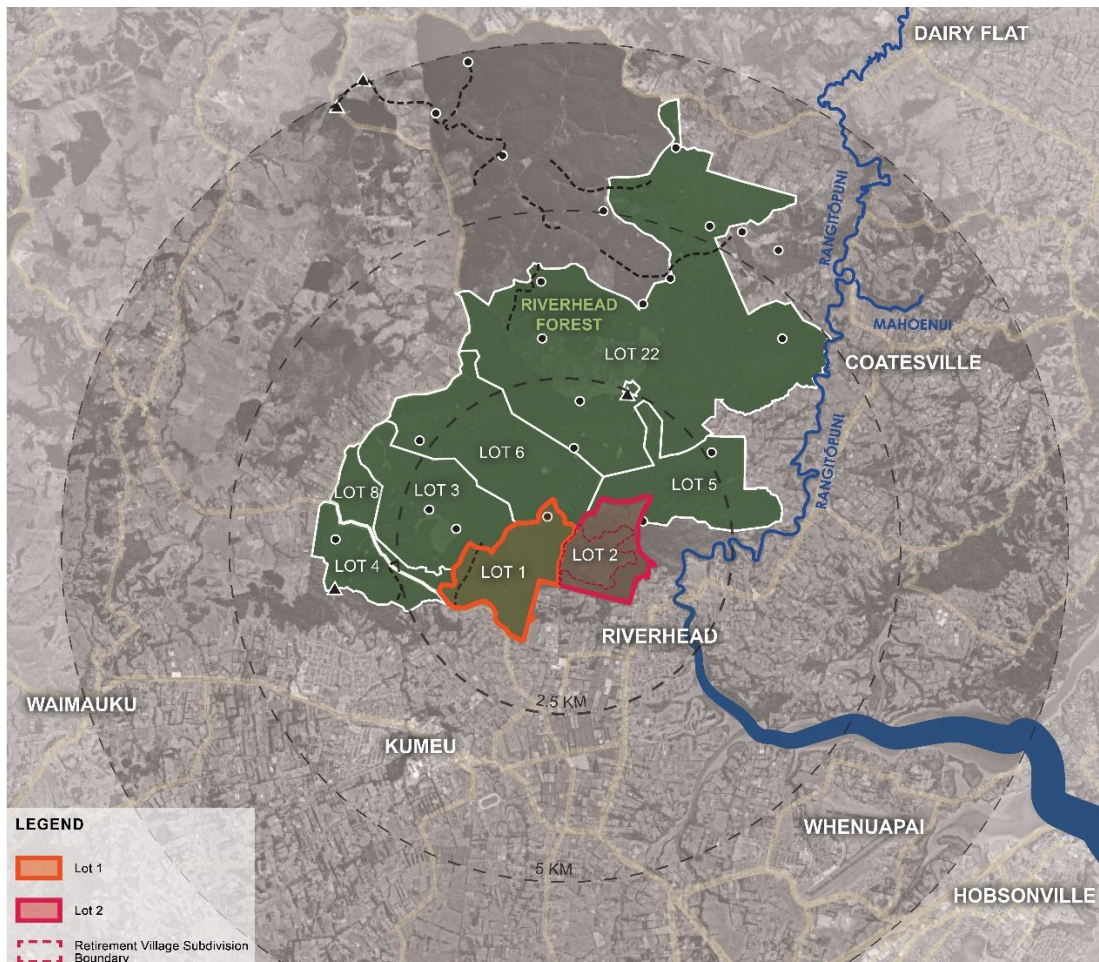 DAIRY FLAT
RANGITŌPUNI
MAHOENUI
RIVERHEAD
FOREST
LOT 22
COATESVILLE
RANGITŌPUNI
LOT 6
LOT 8
LOT 3
LOT 5
LOT 4
LOT 1
LOT 2
RIVERHEAD
WAIMAUKU
2.5 KM
KUMEU
WHENUAPAI
5 KM
HOBSONVILLE
LEGEND
Lot 1
Lot 2
Retirement Village Subdivision
Boundary